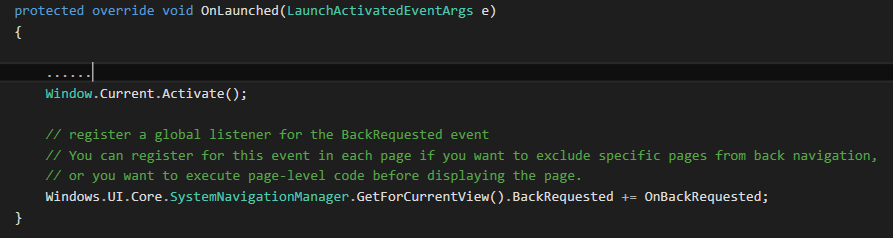 protected override void OnLaunched(LaunchActivatedEventArgs e)
{
......
Window.Current.Activate();
// register a global listener for the BackRequested event
// You can register for this event in each page if you want to exclude specific pages from back navigation,
// or you want to execute page-level code before displaying the page.
Windows.UI.Core.SystemNavigationManager.GetForCurrentView().BackRequested += OnBackRequested;
}